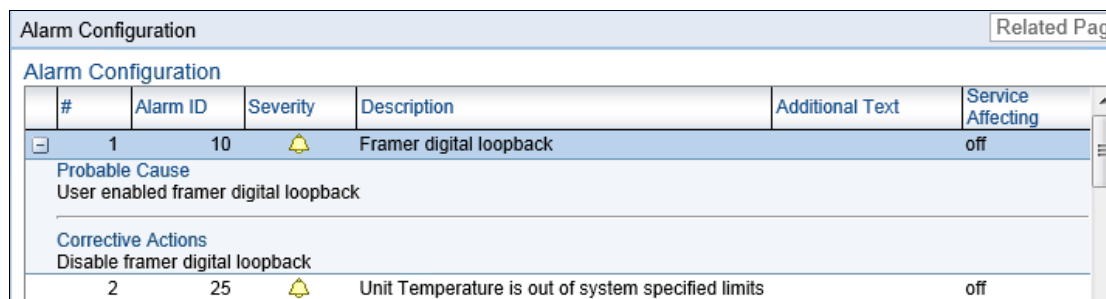 Alarm Configuration Related Pag
Alarm Configuration
# Alarm ID Severity Description Additional Text Service Affecting
1 10 Framer digital loopback off
Probable Cause
User enabled framer digital loopback
Corrective Actions
Disable framer digital loopback
2 25 Unit Temperature is out of system specified limits off